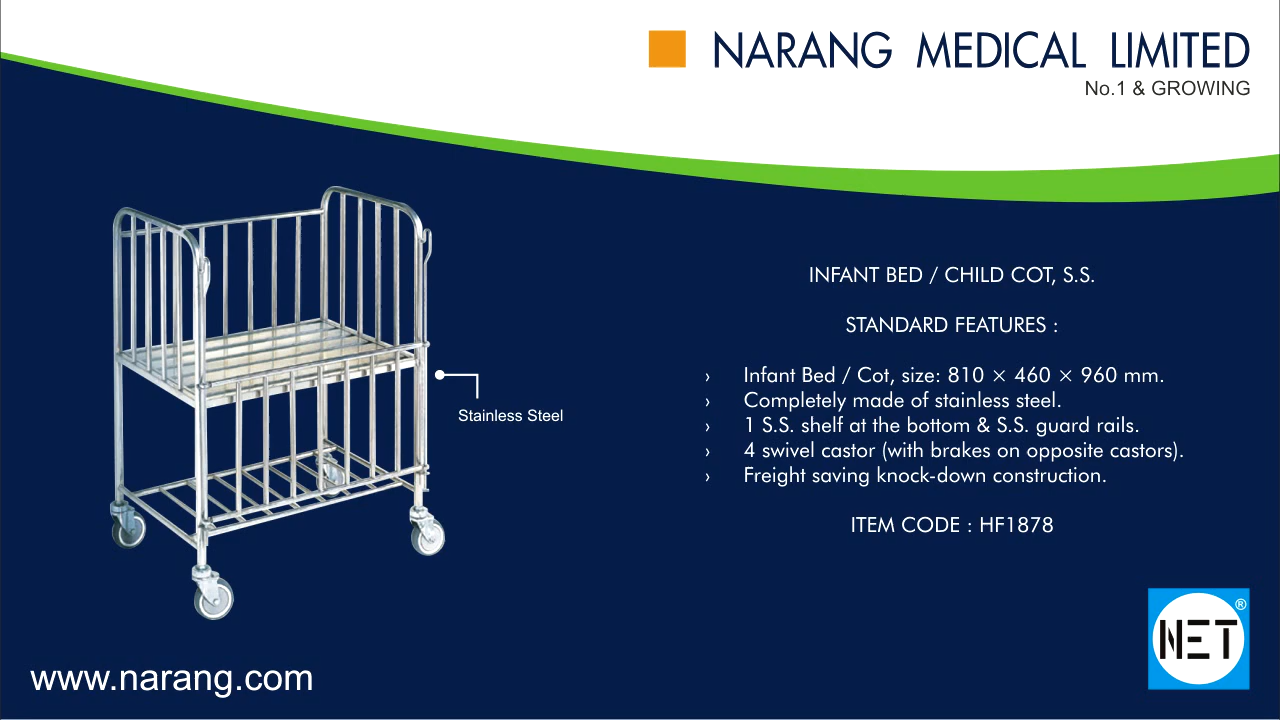 NARANG MEDICAL LIMITED
No.1 & GROWING
INFANT BED / CHILD COT, S.S.
STANDARD FEATURES :
› Infant Bed / Cot, size: 810 × 460 × 960 mm.
› Completely made of stainless steel.
› 1 S.S. shelf at the bottom & S.S. guard rails.
› 4 swivel castor (with brakes on opposite castors).
› Freight saving knock-down construction.
ITEM CODE : HF1878
Stainless Steel
www.narang.com
NET®